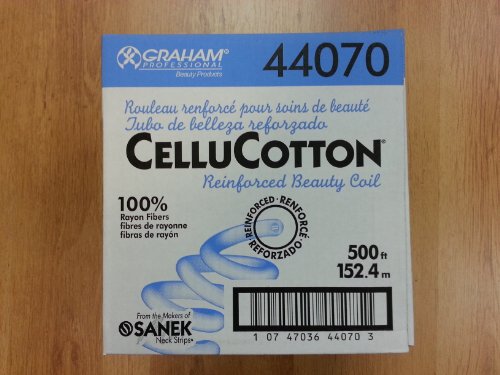 GRAHAM®
PROFESSIONAL
Beauty Products
44070
Rouleau renforcé pour soins de beauté
Tubo de belleza reforzado
CELLUCOTTON®
Reinforced Beauty Coil
100%
Rayon Fibers
fibres de rayonne
fibras de rayón
REINFORCED • RENFORCÉ • REFORZADO
500 ft
152.4 m
From the Makers of
SANEK
Neck Strips®
1 07 47036 44070 3